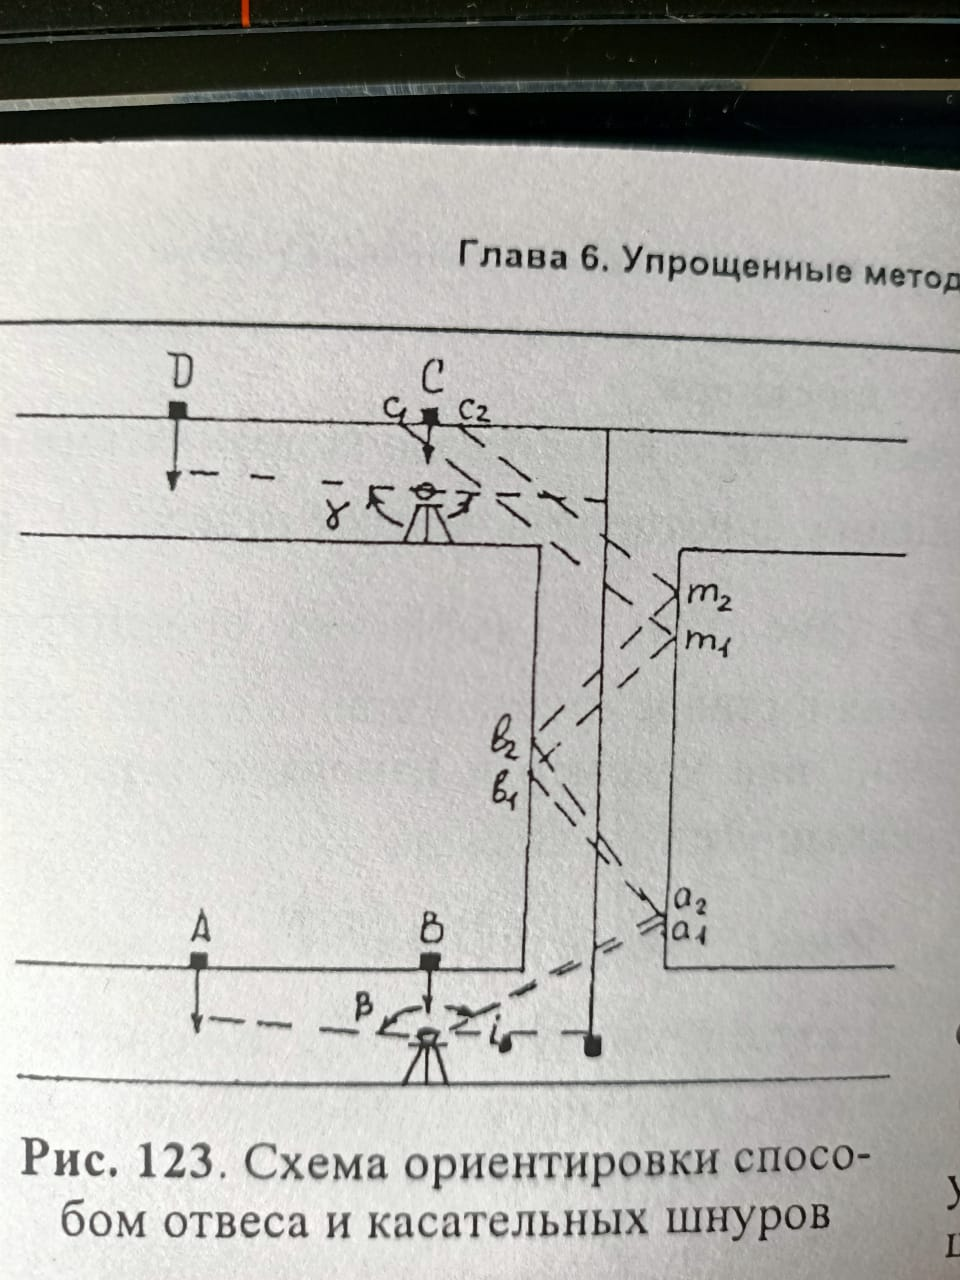 Глава 6. Упрощенные метод
D
C
C1 C2
γ
m2
m1
b2
b1
a2
a1
A
B
β
i
Рис. 123. Схема ориентировки спосо-
бом отвеса и касательных шнуров